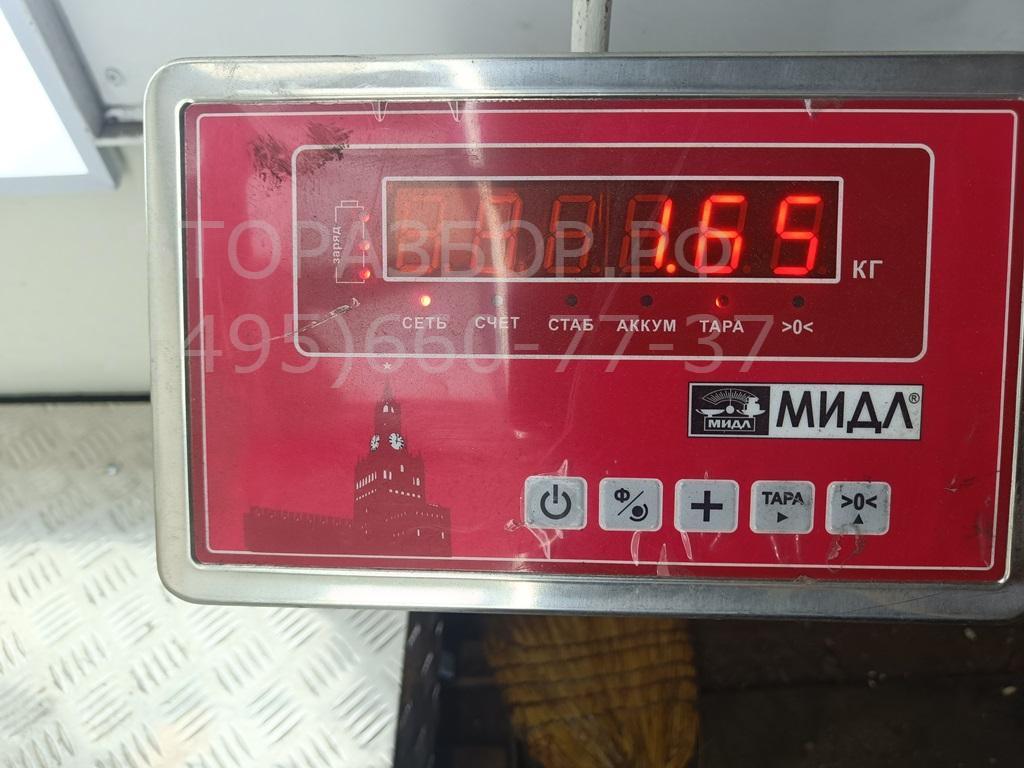 1.65
заряд
КГ
СЕТЬ СЧЕТ СТАБ АККУМ ТАРА >0<
ТОРАЗБОР.РФ
495)660-77-37
МИДЛ МИДЛ®
Ф ТАРА >0<